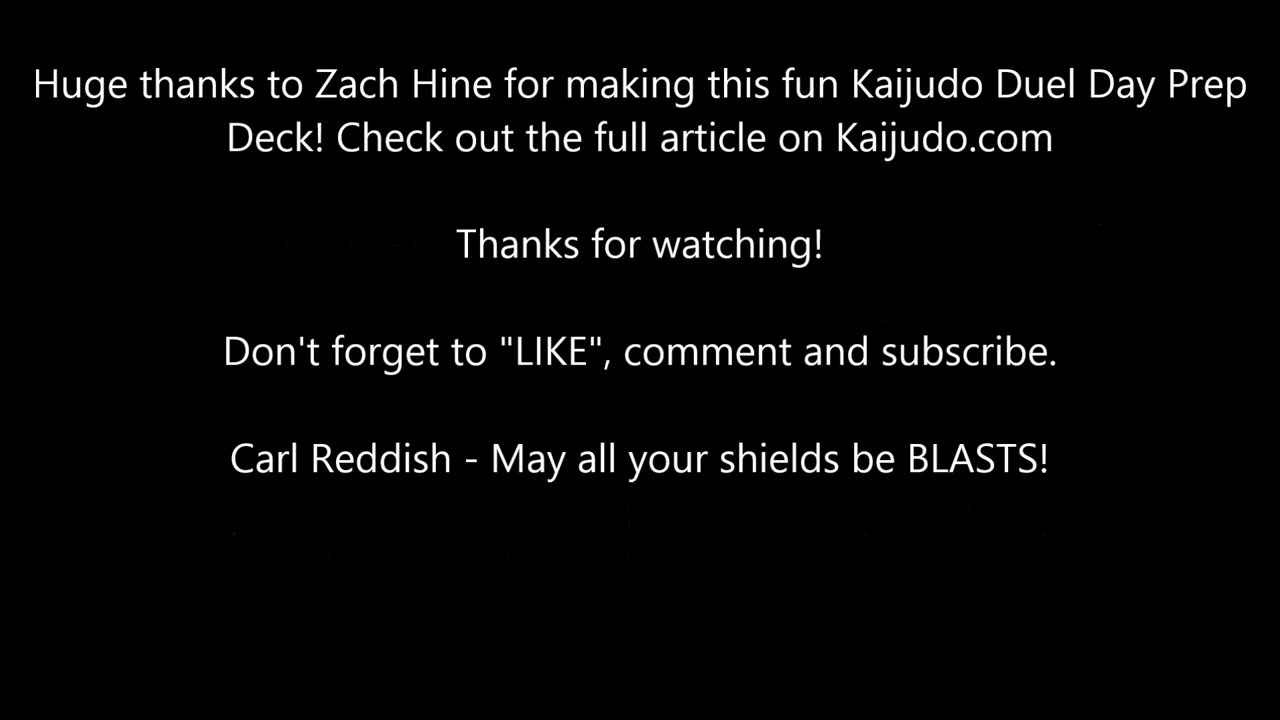 Huge thanks to Zach Hine for making this fun Kaijudo Duel Day Prep
Deck! Check out the full article on Kaijudo.com
Thanks for watching!
Don't forget to "LIKE", comment and subscribe.
Carl Reddish - May all your shields be BLASTS!